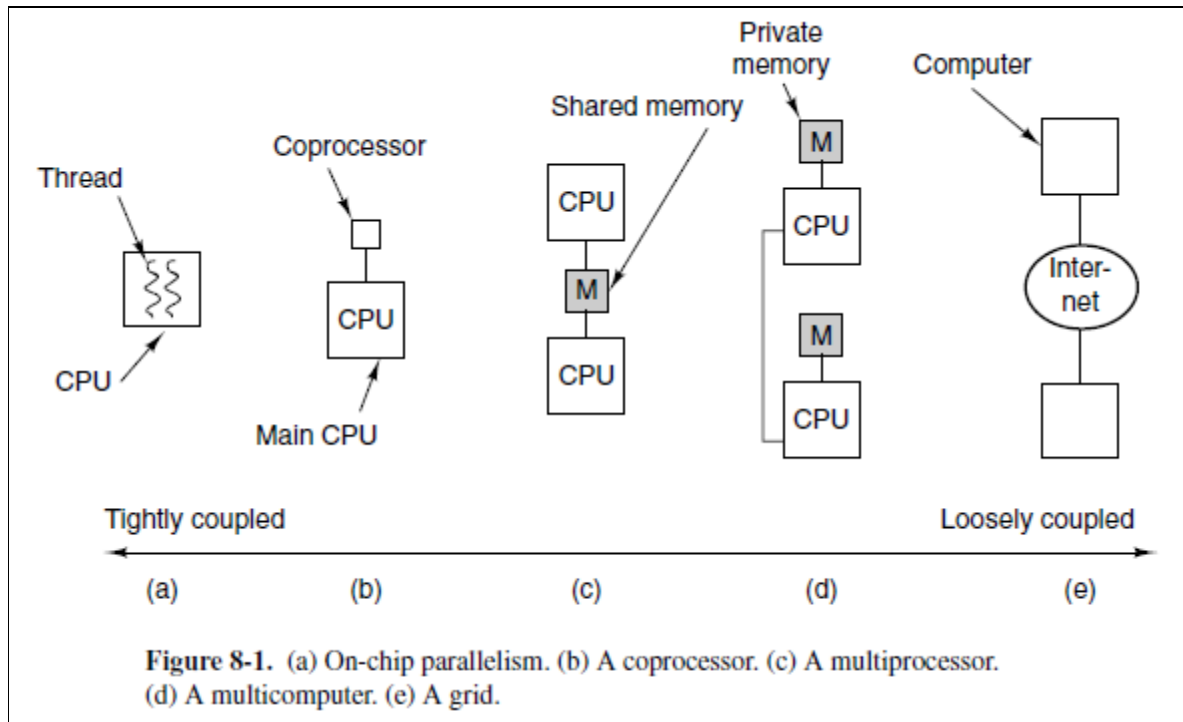 Private
memory
Computer
Shared memory
Coprocessor
Thread
M
CPU
CPU
M
Inter-
net
CPU
M
CPU
CPU
CPU
Main CPU
Tightly coupled
Loosely coupled
(a)
(b)
(c)
(d)
(e)
Figure 8-1. (a) On-chip parallelism. (b) A coprocessor. (c) A multiprocessor.
(d) A multicomputer. (e) A grid.